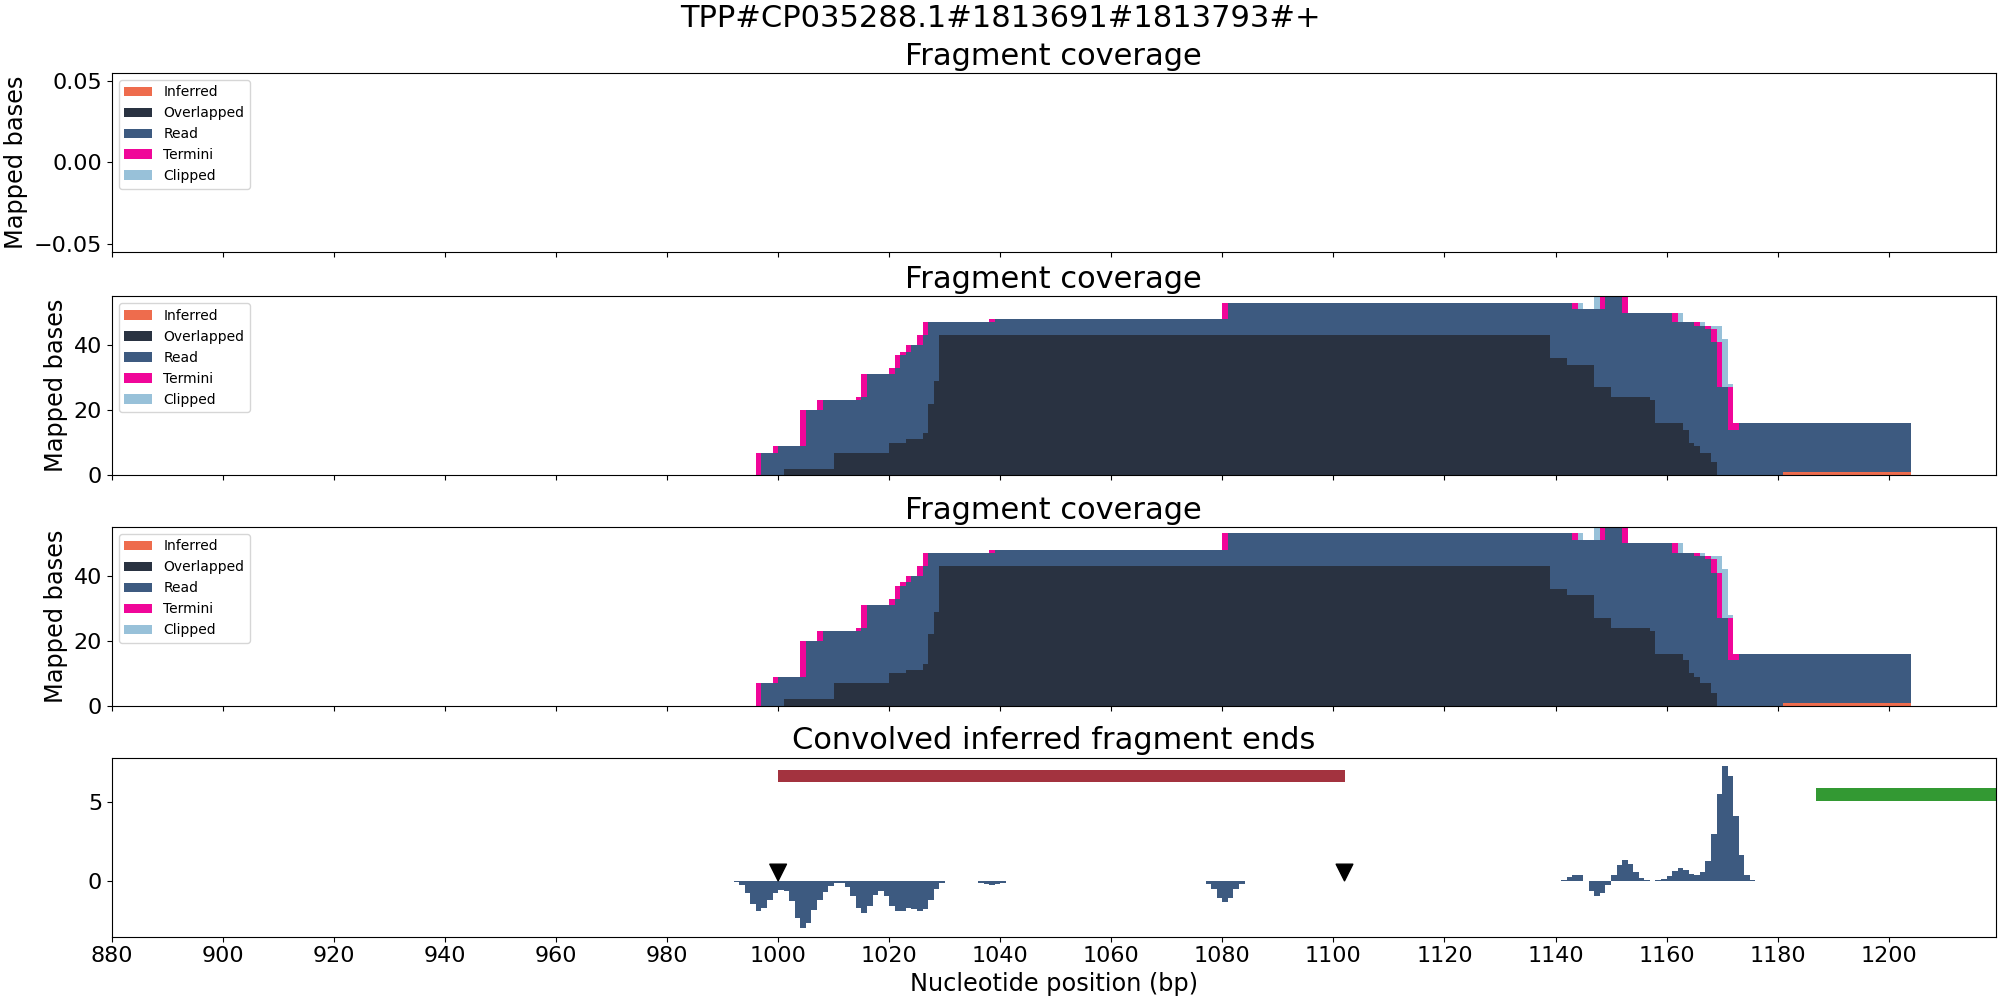 TPP#CP035288.1#1813691#1813793#+
Fragment coverage
Mapped bases
0.05
0.00
−0.05
Inferred
Overlapped
Read
Termini
Clipped
Fragment coverage
Mapped bases
40
20
0
Inferred
Overlapped
Read
Termini
Clipped
Fragment coverage
Mapped bases
40
20
0
Inferred
Overlapped
Read
Termini
Clipped
Convolved inferred fragment ends
5
0
880 900 920 940 960 980 1000 1020 1040 1060 1080 1100 1120 1140 1160 1180 1200
Nucleotide position (bp)